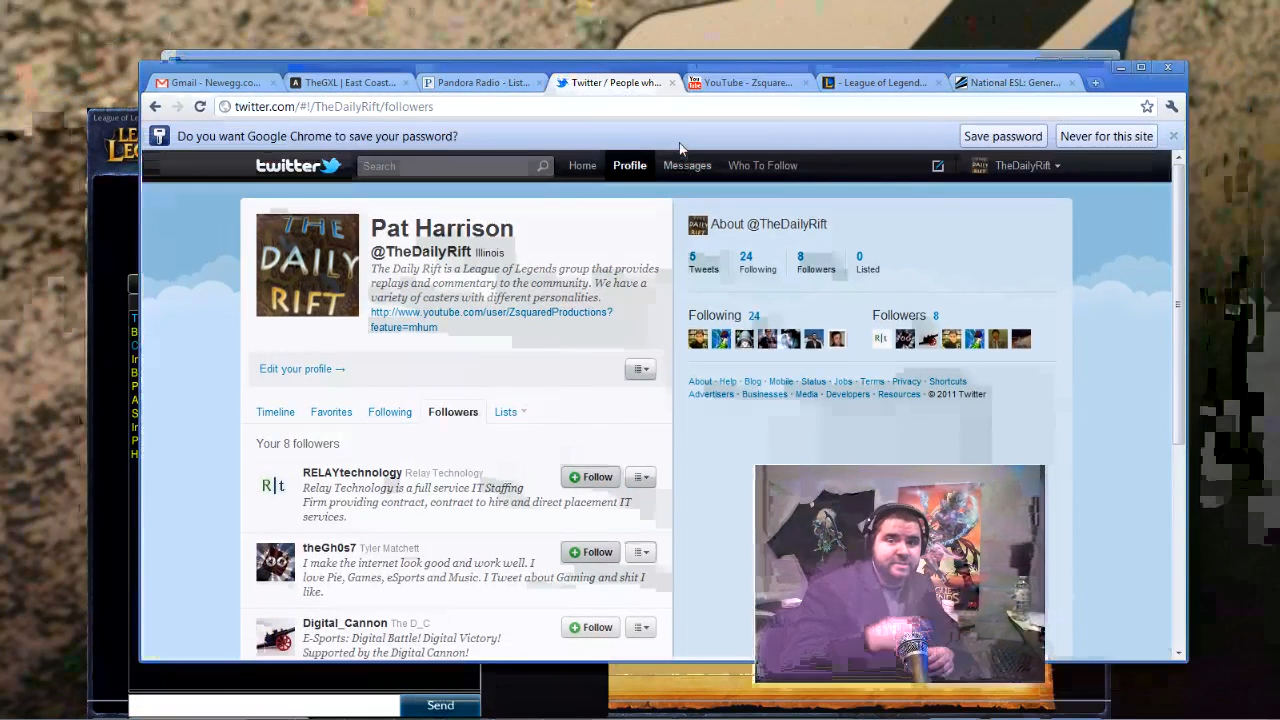 Gmail - Newegg.co...
TheGXL | East Coast...
Pandora Radio - List...
Twitter / People wh...
YouTube - Zsquare...
- League of Legend...
National ESL: Gener...
twitter.com/#!/TheDailyRift/followers
League of Le
Do you want Google Chrome to save your password?
Save password
Never for this site
twitter
Search
Home
Profile
Messages
Who To Follow
TheDailyRift
THE
DAILY
RIFT
Pat Harrison
@TheDailyRift Illinois
The Daily Rift is a League of Legends group that provides
replays and commentary to the community. We have a
variety of casters with different personalities.
http://www.youtube.com/user/ZsquaredProductions?
feature=mhum
Edit your profile →
Timeline
Favorites
Following
Followers
Lists
Your 8 followers
R|t
RELAYtechnology Relay Technology
Relay Technology is a full service IT Staffing
Firm providing contract, contract to hire and direct placement IT
services.
Follow
theGh0s7 Tyler Matchett
I make the internet look good and work well. I
love Pie, Games, eSports and Music. I Tweet about Gaming and shit I
like.
Follow
Digital_Cannon The D_C
E-Sports: Digital Battle! Digital Victory!
Supported by the Digital Cannon!
Follow
About @TheDailyRift
5 24 8 0
Tweets Following Followers Listed
Following 24
Followers 8
About · Help · Blog · Mobile · Status · Jobs · Terms · Privacy · Shortcuts
Advertisers · Businesses · Media · Developers · Resources · © 2011 Twitter
Send